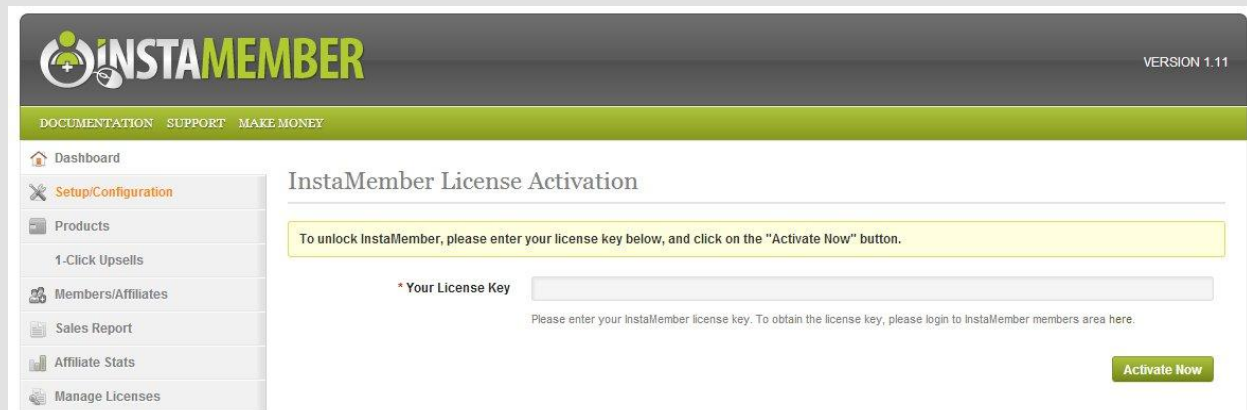 INSTAMEMBER
VERSION 1.11
DOCUMENTATION SUPPORT MAKE MONEY
Dashboard
Setup/Configuration
Products
1-Click Upsells
Members/Affiliates
Sales Report
Affiliate Stats
Manage Licenses
InstaMember License Activation
To unlock InstaMember, please enter your license key below, and click on the "Activate Now" button.
* Your License Key
Please enter your InstaMember license key. To obtain the license key, please login to InstaMember members area here.
Activate Now